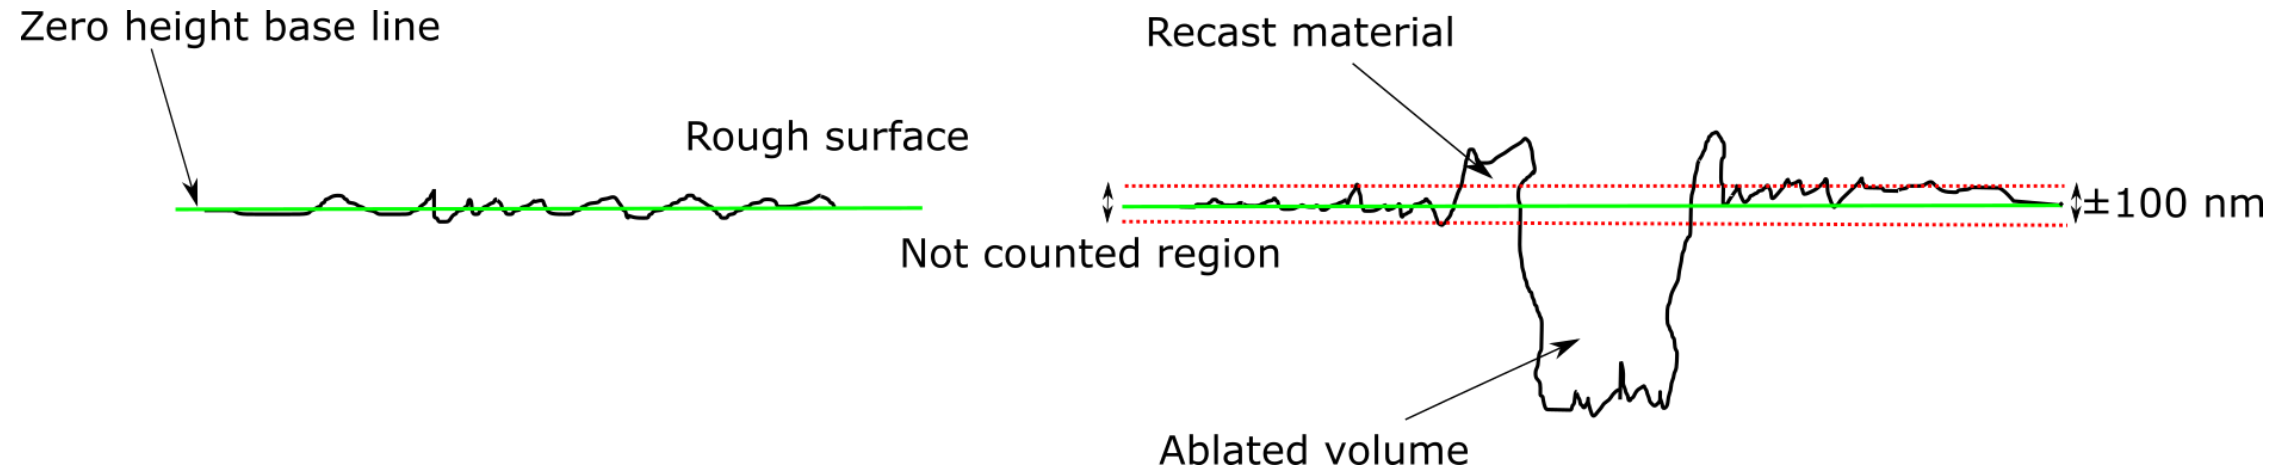 Zero height base line
Recast material
Rough surface
±100 nm
Not counted region
Ablated volume